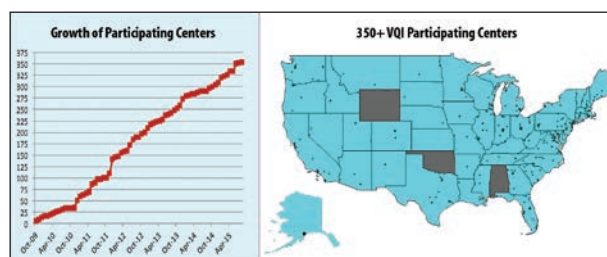 Growth of Participating Centers
375
350
325
300
275
250
225
200
175
150
125
100
75
50
25
0
Oct-09
Apr-10
Oct-10
Apr-11
Oct-11
Apr-12
Oct-12
Apr-13
Oct-13
Apr-14
Oct-14
Apr-15
350+ VQI Participating Centers